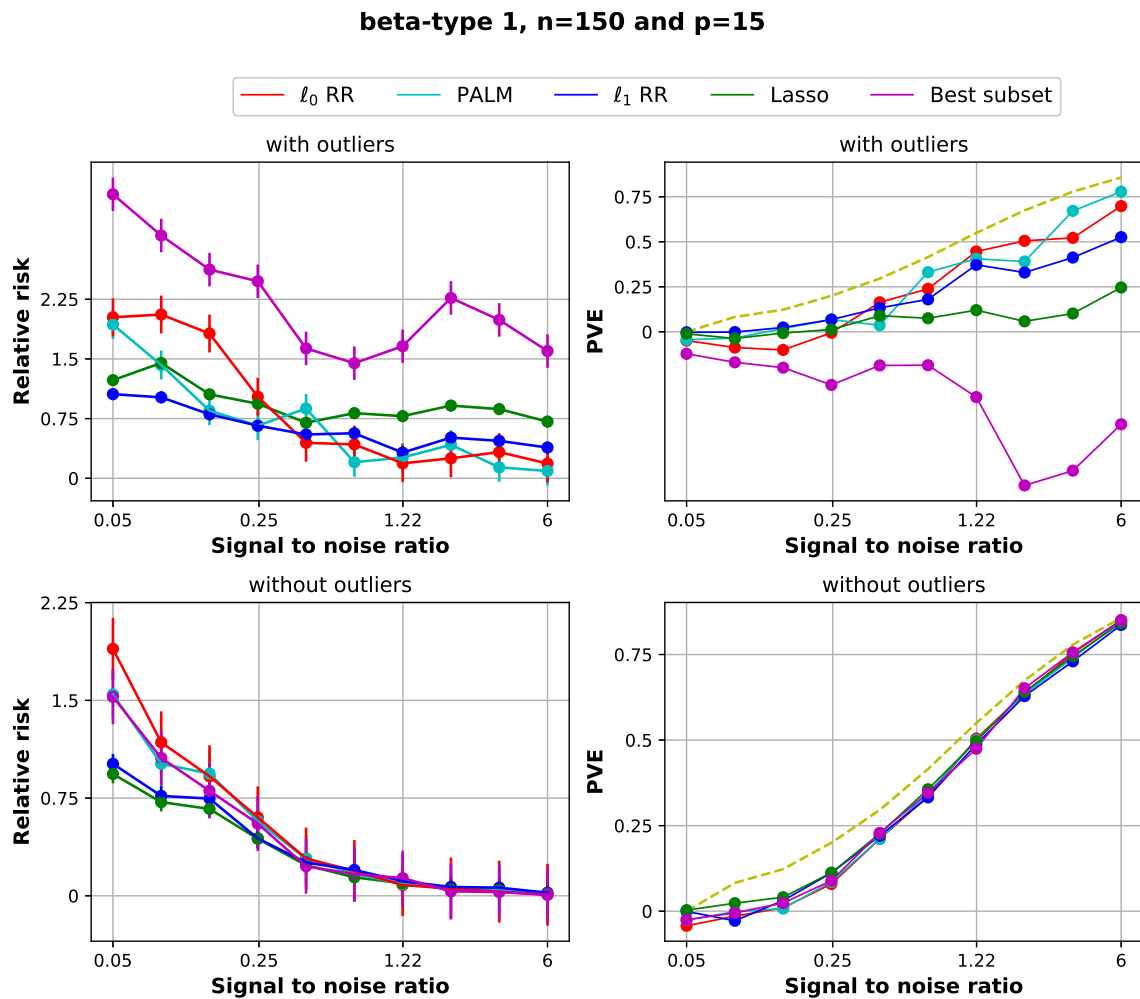 beta-type 1, n=150 and p=15
ℓ₀ RR PALM ℓ₁ RR Lasso Best subset
with outliers
Relative risk
2.25
1.5
0.75
0
0.05 0.25 1.22 6
Signal to noise ratio
with outliers
PVE
0.75
0.5
0.25
0
0.05 0.25 1.22 6
Signal to noise ratio
without outliers
Relative risk
2.25
1.5
0.75
0
0.05 0.25 1.22 6
Signal to noise ratio
without outliers
PVE
0.75
0.5
0.25
0
0.05 0.25 1.22 6
Signal to noise ratio